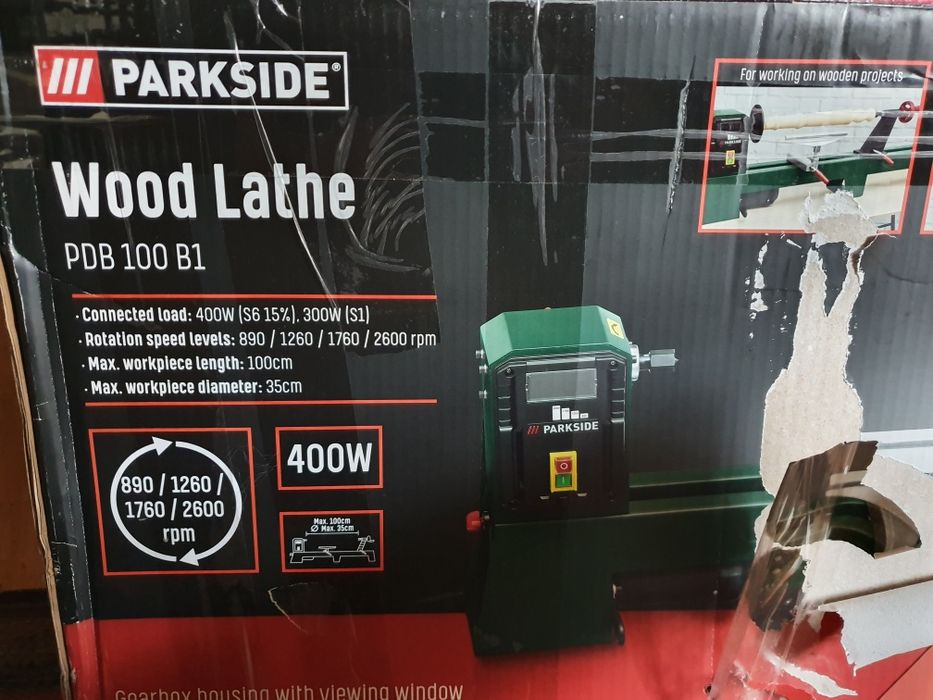 PARKSIDE®
For working on wooden projects
Wood Lathe
PDB 100 B1
· Connected load: 400W (S6 15%), 300W (S1)
· Rotation speed levels: 890 / 1260 / 1760 / 2600 rpm
· Max. workpiece length: 100cm
· Max. workpiece diameter: 35cm
PARKSIDE
890 / 1260 /
1760 / 2600
rpm
400W
Max. 100cm
Ø Max. 35cm
Gearbox housing with viewing window